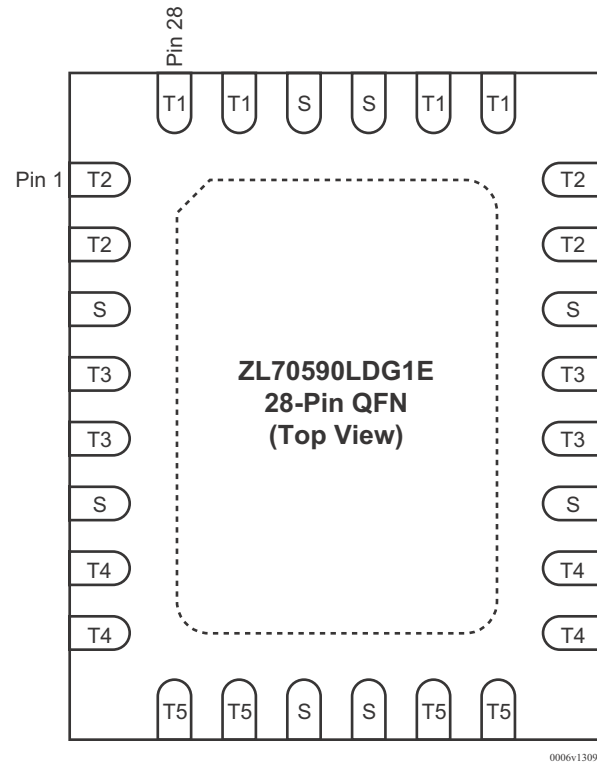 Pin 28
T1 T1 S S T1 T1
Pin 1 T2 T2
T2 T2
S S
T3 ZL70590LDG1E T3
28-Pin QFN
T3 (Top View) T3
S S
T4 T4
T4 T4
T5 T5 S S T5 T5
0006v1309